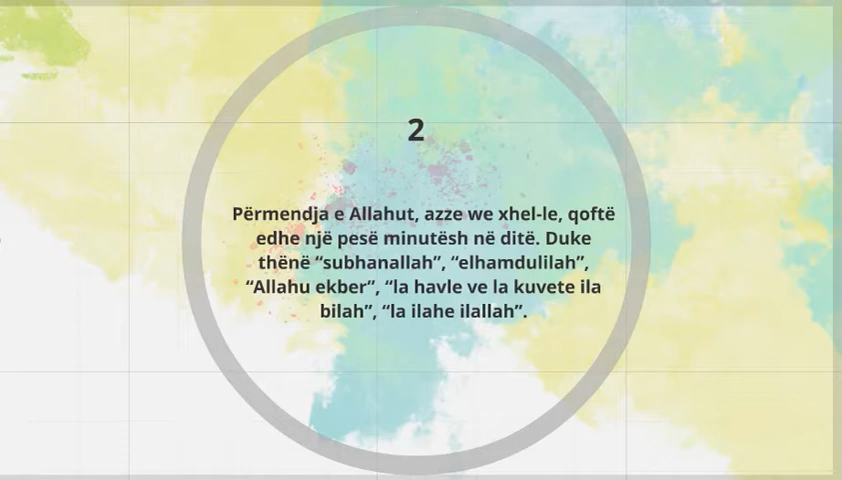 2
Përmendja e Allahut, azze we xhel-le, qoftë
edhe një pesë minutësh në ditë. Duke
thënë “subhanallah”, “elhamdulilah”,
“Allahu ekber”, “la havle ve la kuvete ila
bilah”, “la ilahe ilallah”.